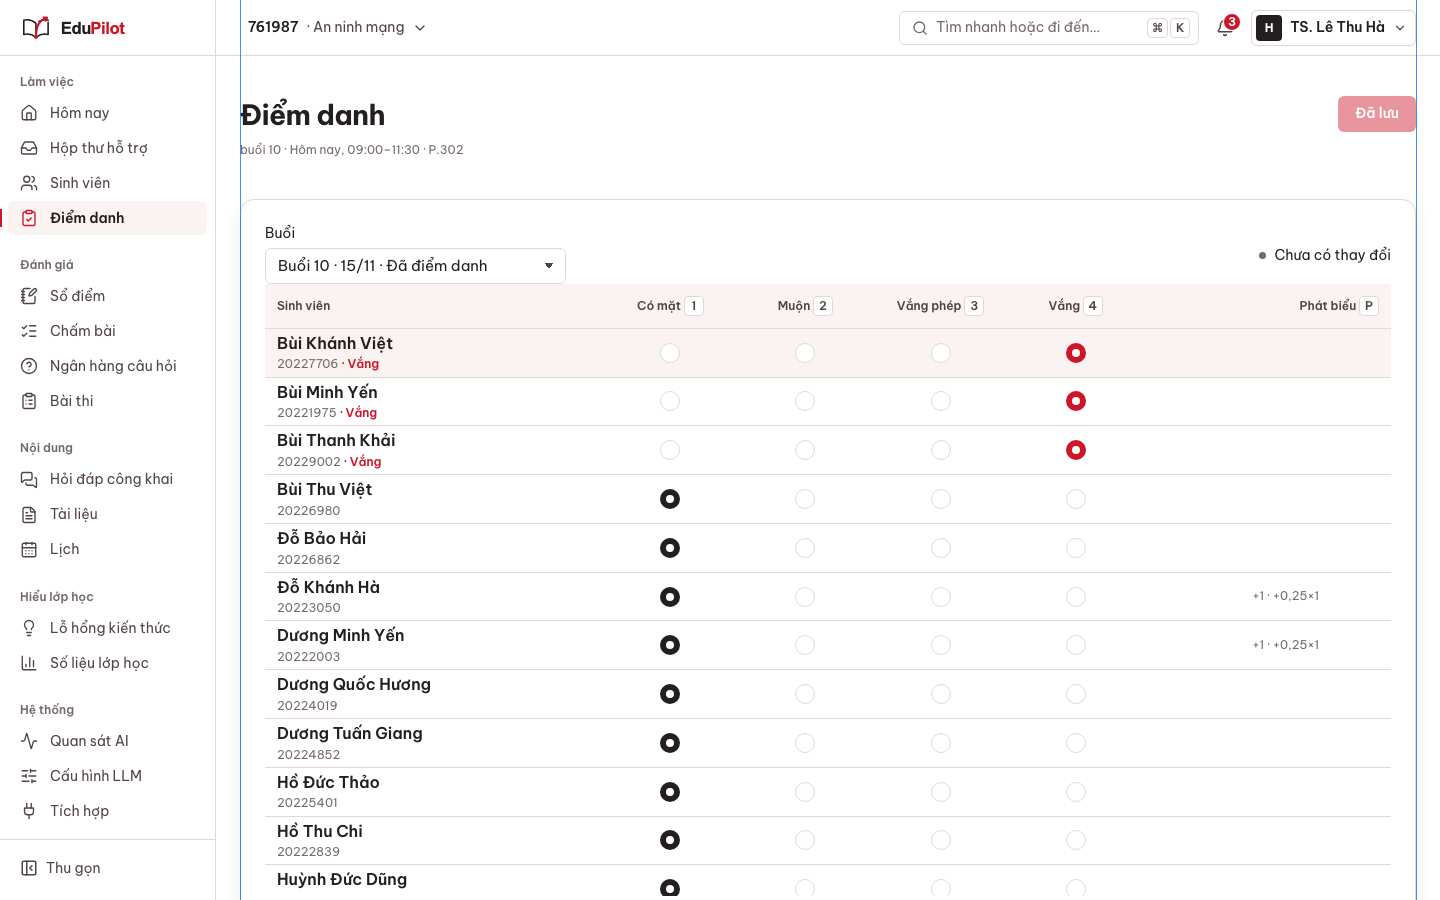 EduPilot
761987 · An ninh mạng
Tìm nhanh hoặc đi đến...
⌘ K
3
H TS. Lê Thu Hà
Làm việc
Hôm nay
Hộp thư hỗ trợ
Sinh viên
Điểm danh
Đánh giá
Sổ điểm
Chấm bài
Ngân hàng câu hỏi
Bài thi
Nội dung
Hỏi đáp công khai
Tài liệu
Lịch
Hiểu lớp học
Lỗ hổng kiến thức
Số liệu lớp học
Hệ thống
Quan sát AI
Cấu hình LLM
Tích hợp
Thu gọn
Điểm danh
Đã lưu
buổi 10 · Hôm nay, 09:00–11:30 · P.302
Buổi
Buổi 10 · 15/11 · Đã điểm danh
Chưa có thay đổi
Sinh viên Có mặt 1 Muộn 2 Vắng phép 3 Vắng 4 Phát biểu P
Bùi Khánh Việt
20227706 · Vắng
Bùi Minh Yến
20221975 · Vắng
Bùi Thanh Khải
20229002 · Vắng
Bùi Thu Việt
20226980
Đỗ Bảo Hải
20226862
Đỗ Khánh Hà
20223050
+1 · +0,25×1
Dương Minh Yến
20222003
+1 · +0,25×1
Dương Quốc Hương
20224019
Dương Tuấn Giang
20224852
Hồ Đức Thảo
20225401
Hồ Thu Chi
20222839
Huỳnh Đức Dũng